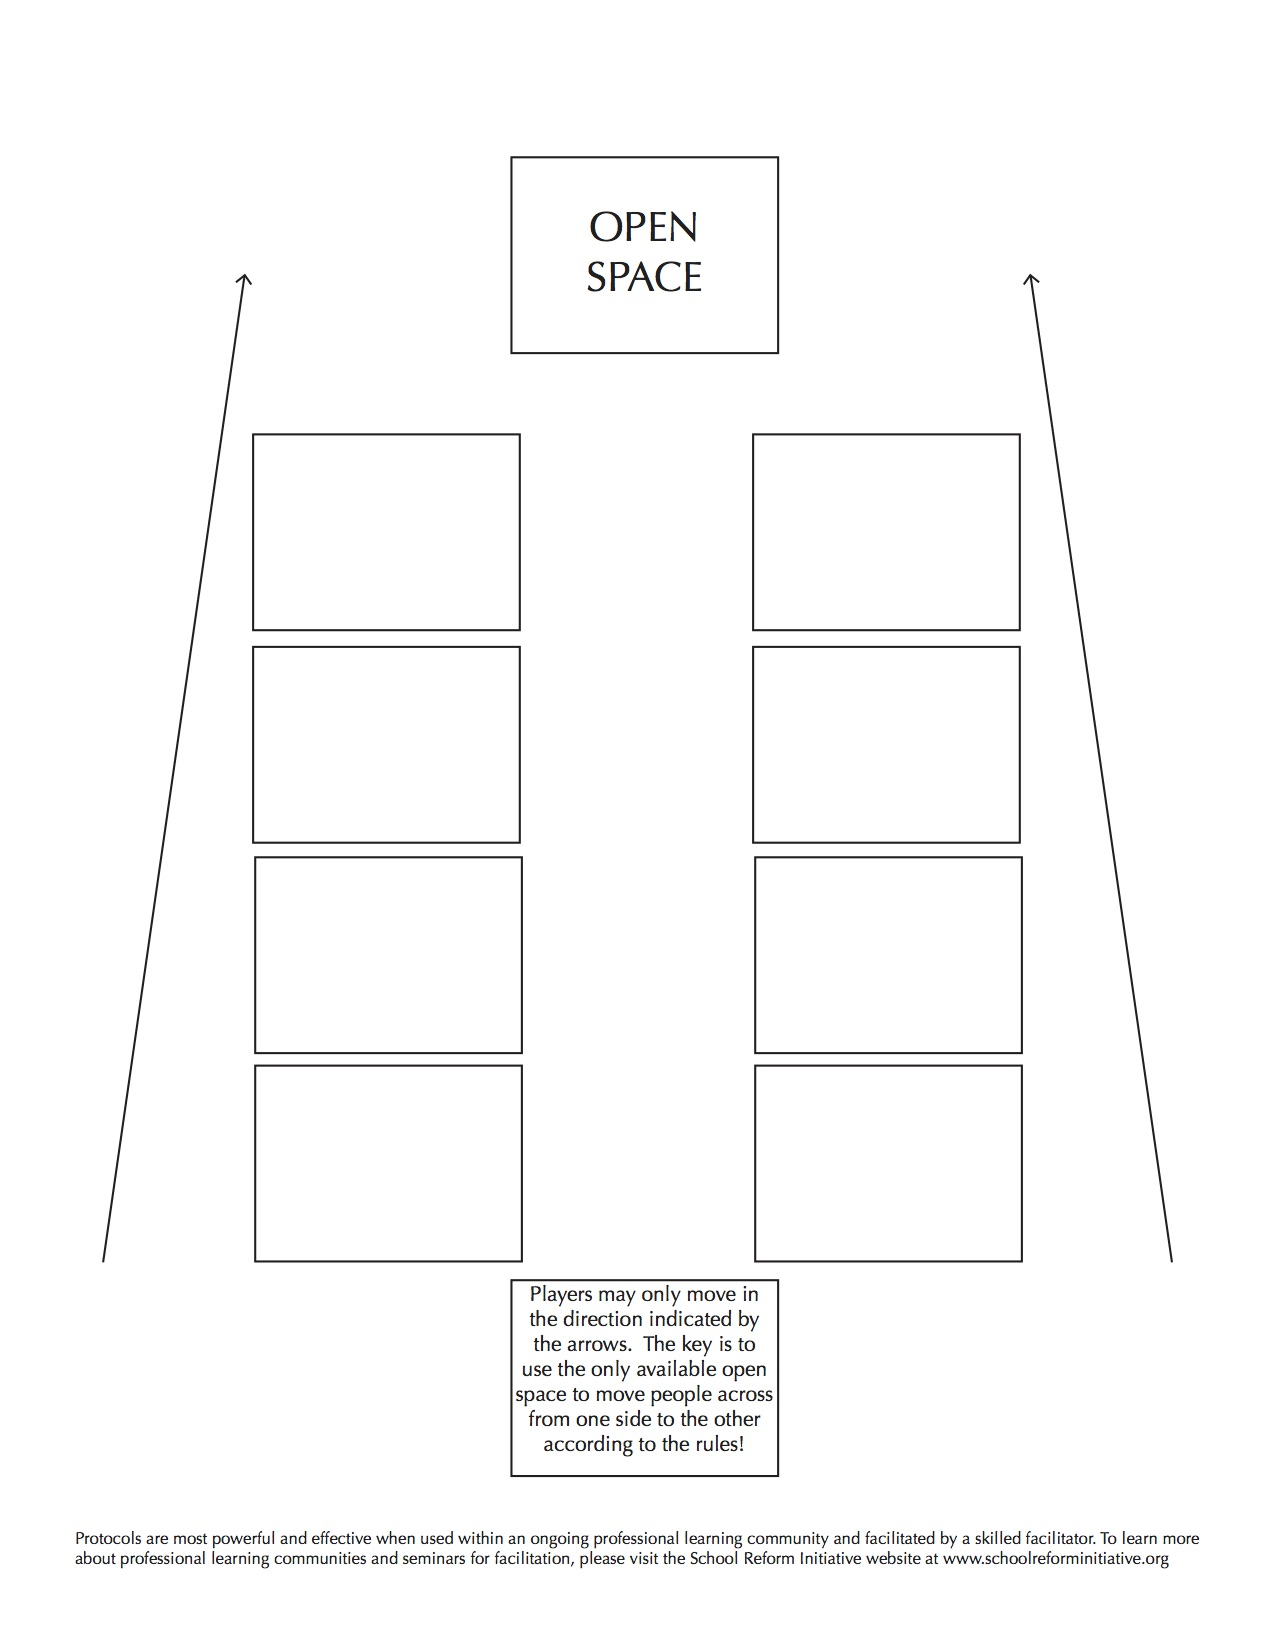 OPEN
SPACE
Players may only move in
the direction indicated by
the arrows.  The key is to
use the only available open
space to move people across
from one side to the other
according to the rules!
Protocols are most powerful and effective when used within an ongoing professional learning community and facilitated by a skilled facilitator. To learn more
about professional learning communities and seminars for facilitation, please visit the School Reform Initiative website at www.schoolreforminitiative.org